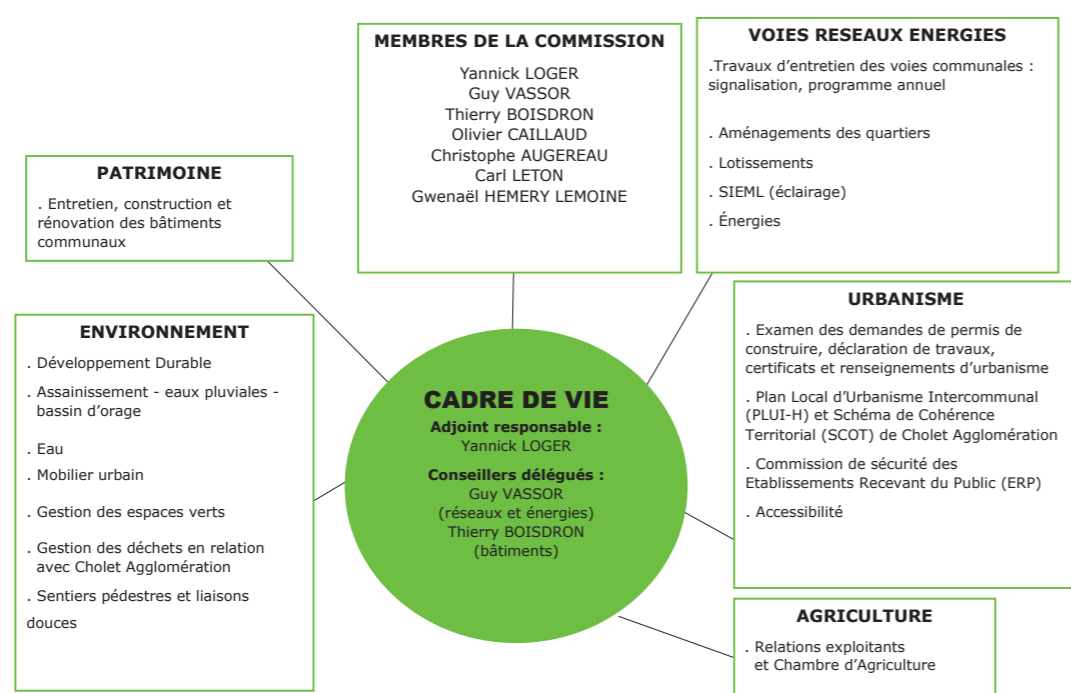 MEMBRES DE LA COMMISSION
Yannick LOGER
Guy VASSOR
Thierry BOISDRON
Olivier CAILLAUD
Christophe AUGEREAU
Carl LETON
Gwenaël HEMERY LEMOINE
VOIES RESEAUX ENERGIES
.Travaux d’entretien des voies communales :
signalisation, programme annuel
. Aménagements des quartiers
. Lotissements
. SIEML (éclairage)
. Énergies
PATRIMOINE
. Entretien, construction et
rénovation des bâtiments
communaux
ENVIRONNEMENT
. Développement Durable
. Assainissement - eaux pluviales -
bassin d’orage
. Eau
. Mobilier urbain
. Gestion des espaces verts
. Gestion des déchets en relation
avec Cholet Agglomération
. Sentiers pédestres et liaisons
douces
CADRE DE VIE
Adjoint responsable :
Yannick LOGER
Conseillers délégués :
Guy VASSOR
(réseaux et énergies)
Thierry BOISDRON
(bâtiments)
URBANISME
. Examen des demandes de permis de
construire, déclaration de travaux,
certificats et renseignements d’urbanisme
. Plan Local d’Urbanisme Intercommunal
(PLUI-H) et Schéma de Cohérence
Territorial (SCOT) de Cholet Agglomération
. Commission de sécurité des
Etablissements Recevant du Public (ERP)
. Accessibilité
AGRICULTURE
. Relations exploitants
et Chambre d’Agriculture